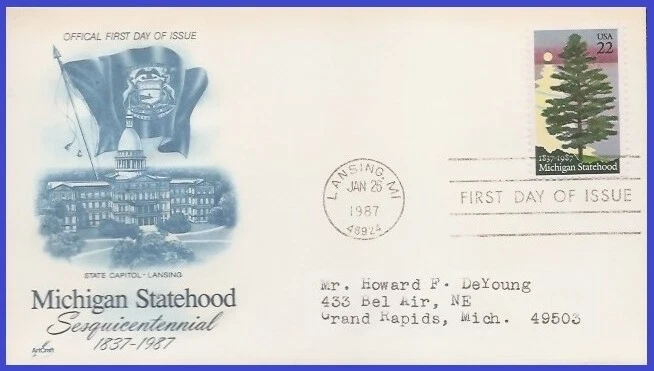 OFFICIAL FIRST DAY OF ISSUE
STATE CAPITOL - LANSING
Michigan Statehood
Sesquicentennial
1837-1987
ArtCraft
USA
22
1837-1987
Michigan Statehood
LANSING, MI
JAN 26
1987
48924
FIRST DAY OF ISSUE
Mr. Howard F. DeYoung
433 Bel Air, NE
Grand Rapids, Mich. 49503